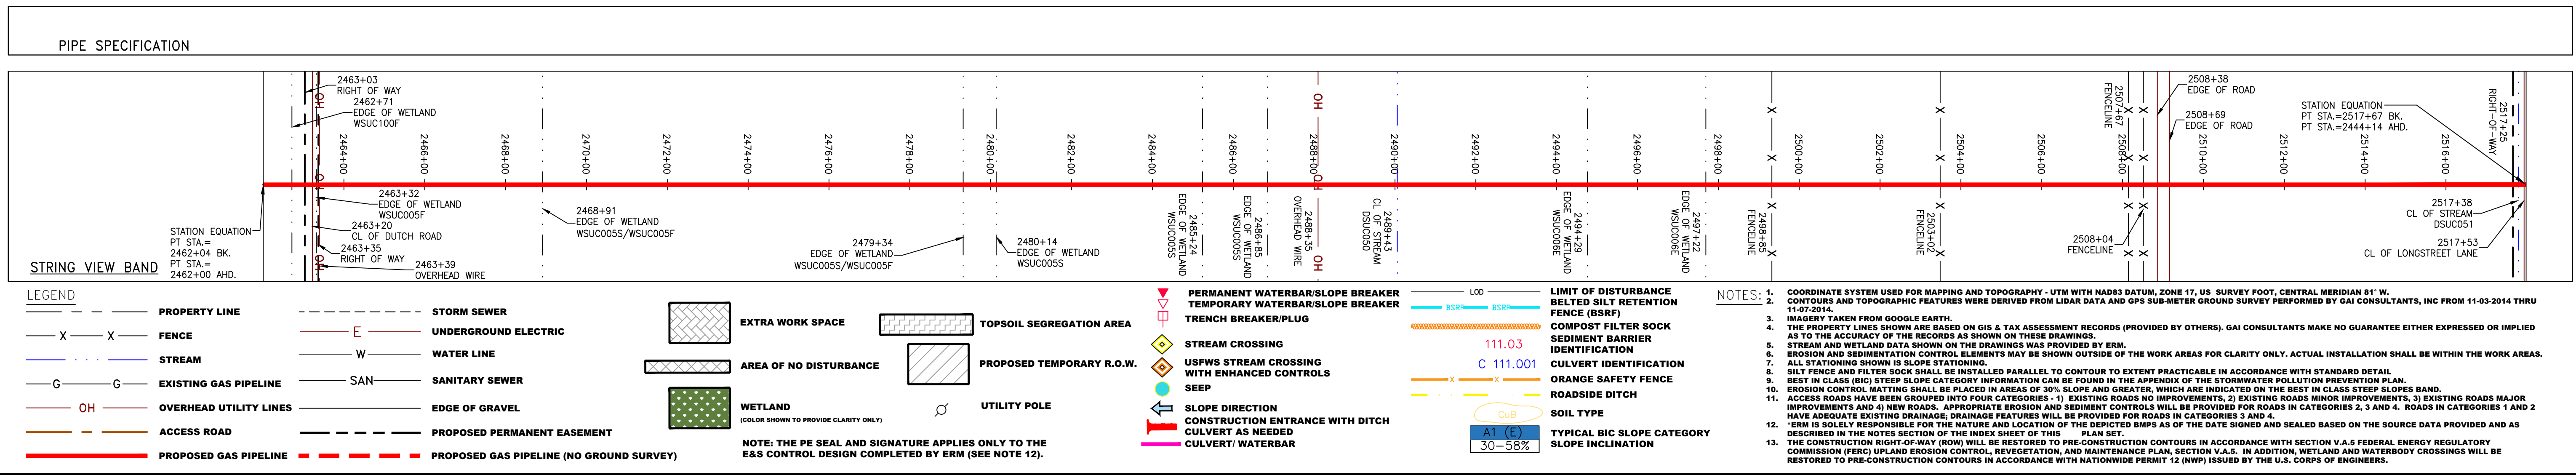 PIPE SPECIFICATION
2463+03
RIGHT OF WAY
2462+71
EDGE OF WETLAND
WSUC100F
OH
OH
OH
2464+00
2466+00
2468+00
2470+00
2472+00
2474+00
2476+00
2478+00
2480+00
2482+00
2484+00
2486+00
2488+00
2490+00
2492+00
2494+00
2496+00
2498+00
2500+00
2502+00
2504+00
2506+00
2508+00
2510+00
2512+00
2514+00
2516+00
OH
OH
OH
2507+67
FENCELINE
2508+38
EDGE OF ROAD
2508+69
EDGE OF ROAD
STATION EQUATION
PT STA.=2517+67 BK.
PT STA.=2444+14 AHD.
2517+25
RIGHT-OF-WAY
STATION EQUATION
PT STA.=
2462+04 BK.
PT STA.=
2462+00 AHD.
2463+32
EDGE OF WETLAND
WSUC005F
2463+20
CL OF DUTCH ROAD
2463+35
RIGHT OF WAY
2463+39
OVERHEAD WIRE
2468+91
EDGE OF WETLAND
WSUC005S/WSUC005F
2479+34
EDGE OF WETLAND
WSUC005S/WSUC005F
2480+14
EDGE OF WETLAND
WSUC005S
2485+24
EDGE OF WETLAND
WSUC005S
2486+85
EDGE OF WETLAND
WSUC005S
2488+35
OVERHEAD WIRE
2489+43
CL OF STREAM
DSUC050
2494+29
EDGE OF WETLAND
WSUC006E
2497+22
EDGE OF WETLAND
WSUC006E
2498+85
FENCELINE
2503+02
FENCELINE
2508+04
FENCELINE
2517+38
CL OF STREAM
DSUC051
2517+53
CL OF LONGSTREET LANE
STRING VIEW BAND
LEGEND
PROPERTY LINE
X X FENCE
STREAM
G G EXISTING GAS PIPELINE
OH OVERHEAD UTILITY LINES
ACCESS ROAD
PROPOSED GAS PIPELINE
STORM SEWER
E UNDERGROUND ELECTRIC
W WATER LINE
SAN SANITARY SEWER
EDGE OF GRAVEL
PROPOSED PERMANENT EASEMENT
PROPOSED GAS PIPELINE (NO GROUND SURVEY)
EXTRA WORK SPACE
AREA OF NO DISTURBANCE
WETLAND
(COLOR SHOWN TO PROVIDE CLARITY ONLY)
TOPSOIL SEGREGATION AREA
PROPOSED TEMPORARY R.O.W.
UTILITY POLE
NOTE: THE PE SEAL AND SIGNATURE APPLIES ONLY TO THE
E&S CONTROL DESIGN COMPLETED BY ERM (SEE NOTE 12).
PERMANENT WATERBAR/SLOPE BREAKER
TEMPORARY WATERBAR/SLOPE BREAKER
TRENCH BREAKER/PLUG
STREAM CROSSING
USFWS STREAM CROSSING
WITH ENHANCED CONTROLS
SEEP
SLOPE DIRECTION
CONSTRUCTION ENTRANCE WITH DITCH
CULVERT AS NEEDED
CULVERT/ WATERBAR
LOD LIMIT OF DISTURBANCE
BSRF BSRF BELTED SILT RETENTION
FENCE (BSRF)
COMPOST FILTER SOCK
111.03 SEDIMENT BARRIER
IDENTIFICATION
C 111.001 CULVERT IDENTIFICATION
X X ORANGE SAFETY FENCE
ROADSIDE DITCH
CuB SOIL TYPE
A1 (E) TYPICAL BIC SLOPE CATEGORY
30-58% SLOPE INCLINATION
NOTES:
1. COORDINATE SYSTEM USED FOR MAPPING AND TOPOGRAPHY - UTM WITH NAD83 DATUM, ZONE 17, US SURVEY FOOT, CENTRAL MERIDIAN 81° W.
2. CONTOURS AND TOPOGRAPHIC FEATURES WERE DERIVED FROM LIDAR DATA AND GPS SUB-METER GROUND SURVEY PERFORMED BY GAI CONSULTANTS, INC FROM 11-03-2014 THRU
11-07-2014.
3. IMAGERY TAKEN FROM GOOGLE EARTH.
4. THE PROPERTY LINES SHOWN ARE BASED ON GIS & TAX ASSESSMENT RECORDS (PROVIDED BY OTHERS). GAI CONSULTANTS MAKE NO GUARANTEE EITHER EXPRESSED OR IMPLIED
AS TO THE ACCURACY OF THE RECORDS AS SHOWN ON THESE DRAWINGS.
5. STREAM AND WETLAND DATA SHOWN ON THE DRAWINGS WAS PROVIDED BY ERM.
6. EROSION AND SEDIMENTATION CONTROL ELEMENTS MAY BE SHOWN OUTSIDE OF THE WORK AREAS FOR CLARITY ONLY. ACTUAL INSTALLATION SHALL BE WITHIN THE WORK AREAS.
7. ALL STATIONING SHOWN IS SLOPE STATIONING.
8. SILT FENCE AND FILTER SOCK SHALL BE INSTALLED PARALLEL TO CONTOUR TO EXTENT PRACTICABLE IN ACCORDANCE WITH STANDARD DETAIL
9. BEST IN CLASS (BIC) STEEP SLOPE CATEGORY INFORMATION CAN BE FOUND IN THE APPENDIX OF THE STORMWATER POLLUTION PREVENTION PLAN.
10. EROSION CONTROL MATTING SHALL BE PLACED IN AREAS OF 30% SLOPE AND GREATER, WHICH ARE INDICATED ON THE BEST IN CLASS STEEP SLOPES BAND.
11. ACCESS ROADS HAVE BEEN GROUPED INTO FOUR CATEGORIES - 1) EXISTING ROADS NO IMPROVEMENTS, 2) EXISTING ROADS MINOR IMPROVEMENTS, 3) EXISTING ROADS MAJOR
IMPROVEMENTS AND 4) NEW ROADS. APPROPRIATE EROSION AND SEDIMENT CONTROLS WILL BE PROVIDED FOR ROADS IN CATEGORIES 2, 3 AND 4. ROADS IN CATEGORIES 1 AND 2
HAVE ADEQUATE EXISTING DRAINAGE; DRAINAGE FEATURES WILL BE PROVIDED FOR ROADS IN CATEGORIES 3 AND 4.
12. *ERM IS SOLELY RESPONSIBLE FOR THE NATURE AND LOCATION OF THE DEPICTED BMPS AS OF THE DATE SIGNED AND SEALED BASED ON THE SOURCE DATA PROVIDED AND AS
DESCRIBED IN THE NOTES SECTION OF THE INDEX SHEET OF THIS PLAN SET.
13. THE CONSTRUCTION RIGHT-OF-WAY (ROW) WILL BE RESTORED TO PRE-CONSTRUCTION CONTOURS IN ACCORDANCE WITH SECTION V.A.5 FEDERAL ENERGY REGULATORY
COMMISSION (FERC) UPLAND EROSION CONTROL, REVEGETATION, AND MAINTENANCE PLAN, SECTION V.A.5. IN ADDITION, WETLAND AND WATERBODY CROSSINGS WILL BE
RESTORED TO PRE-CONSTRUCTION CONTOURS IN ACCORDANCE WITH NATIONWIDE PERMIT 12 (NWP) ISSUED BY THE U.S. CORPS OF ENGINEERS.